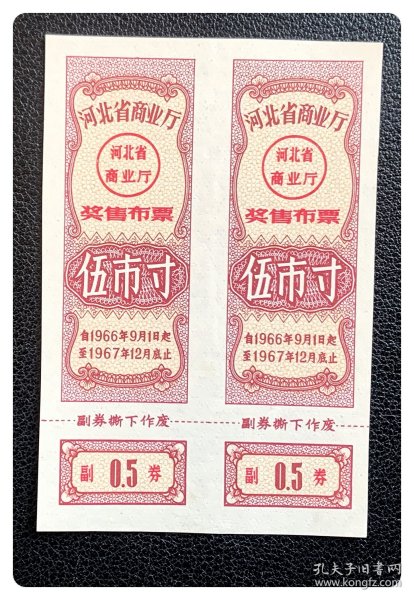 河北省商业厅
河北省
商业厅
奖售布票
伍市寸
自1966年9月1日起
至1967年12月底止
副券撕下作废
副 0.5 券
河北省商业厅
河北省
商业厅
奖售布票
伍市寸
自1966年9月1日起
至1967年12月底止
副券撕下作废
副 0.5 券
孔夫子旧书网
www.kongfz.com